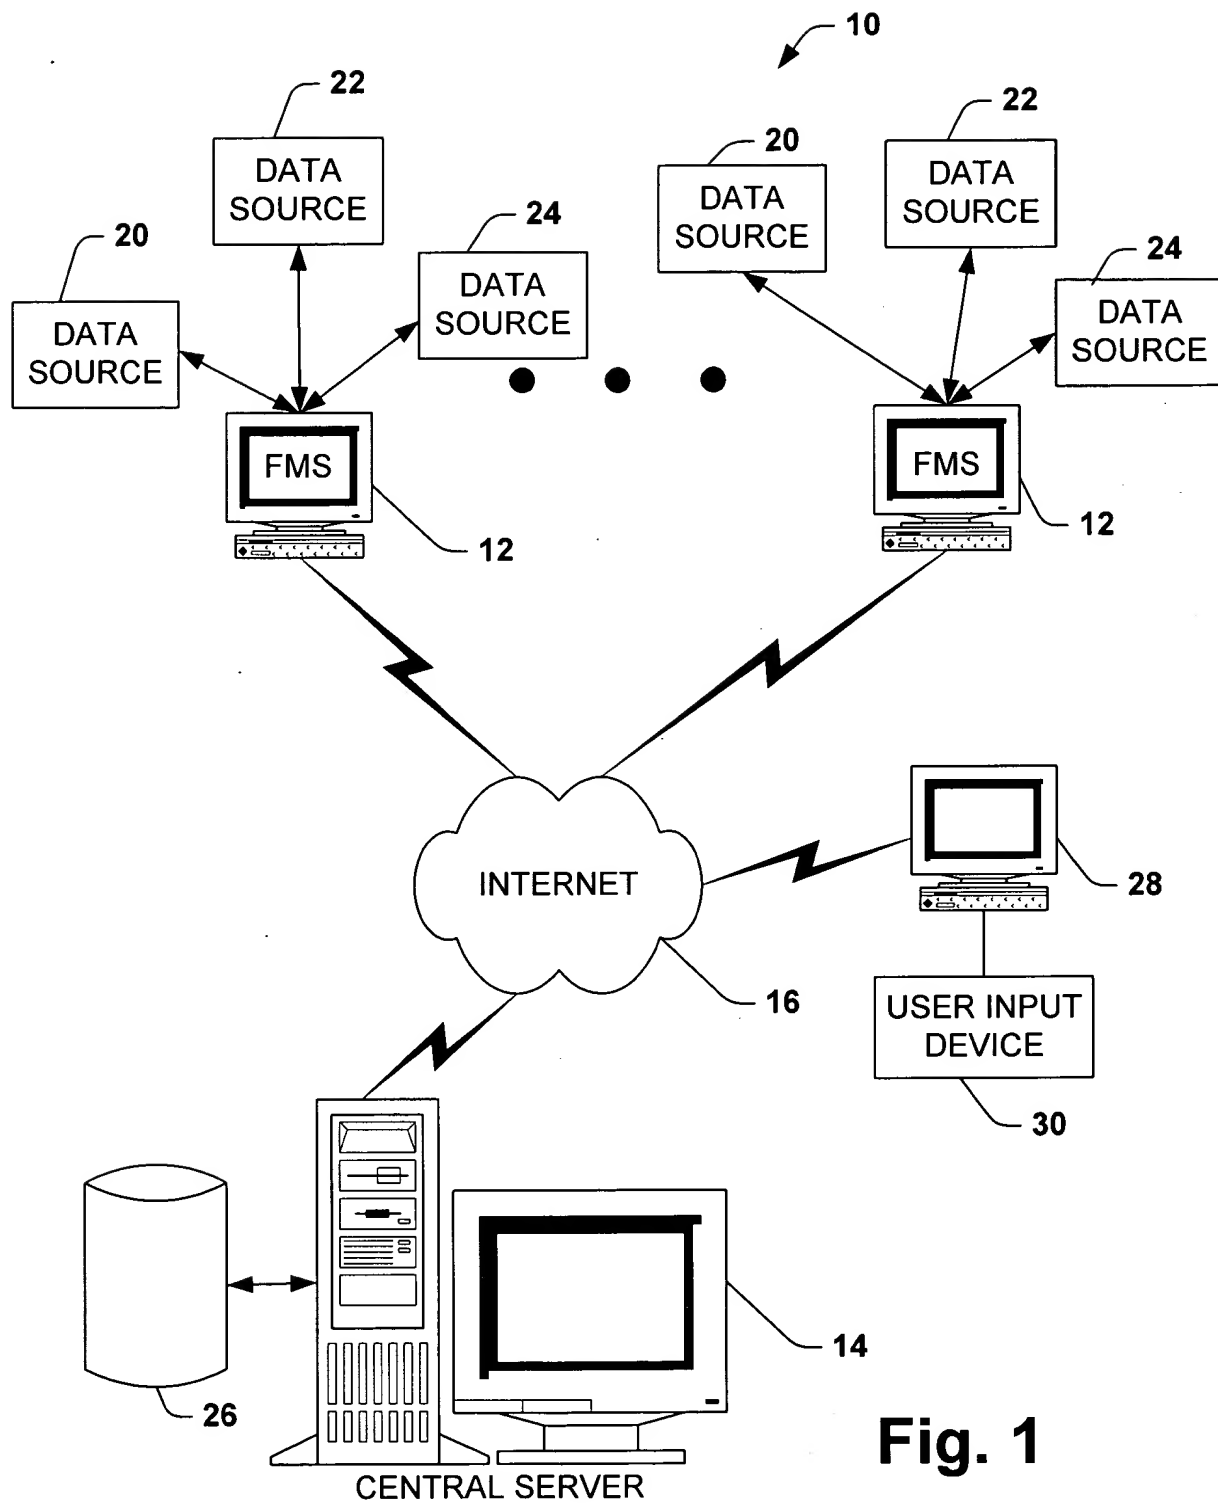 10
22
DATA
SOURCE
20
DATA
SOURCE
24
DATA
SOURCE
20
DATA
SOURCE
22
DATA
SOURCE
24
DATA
SOURCE
FMS
12
FMS
12
INTERNET
16
28
USER INPUT
DEVICE
30
26
14
CENTRAL SERVER
Fig. 1